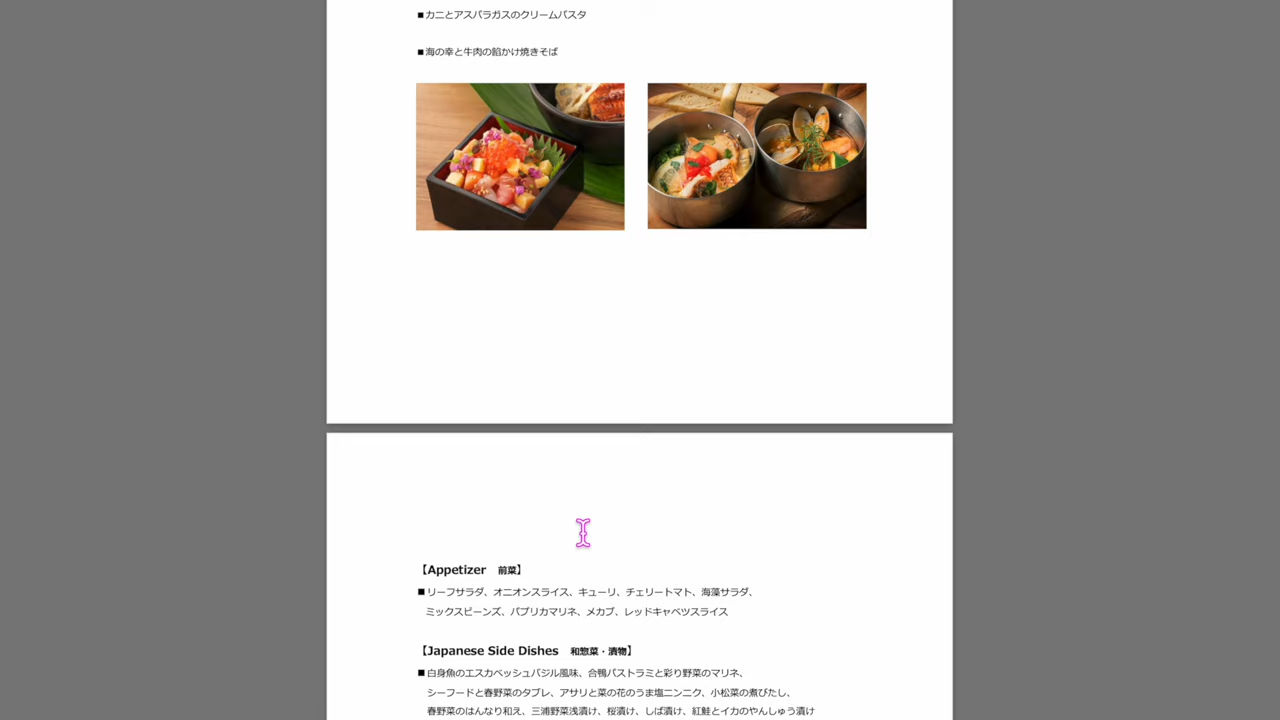 ■カニとアスパラガスのクリームパスタ
■海の幸と牛肉の餡かけ焼きそば
【Appetizer　前菜】
■リーフサラダ、オニオンスライス、キューリ、チェリートマト、海藻サラダ、
ミックスビーンズ、パプリカマリネ、メカブ、レッドキャベツスライス
【Japanese Side Dishes　和惣菜・漬物】
■白身魚のエスカベッシュバジル風味、合鴨パストラミと彩り野菜のマリネ、
シーフードと春野菜のタブレ、アサリと菜の花のうま塩ニンニク、小松菜の煮びたし、
春野菜のはんなり和え、三浦野菜浅漬け、桜漬け、しば漬け、紅鮭とイカのやんしゅう漬け